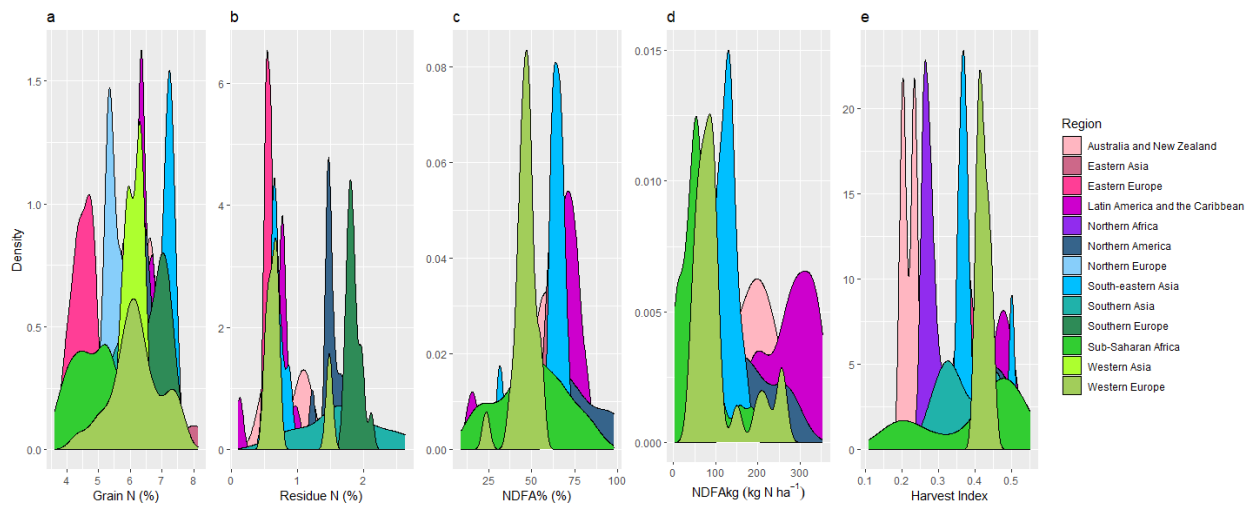 a
b
c
d
e
Density
0.0
0.5
1.0
1.5
4
5
6
7
8
Grain N (%)
0
2
4
6
0
1
2
Residue N (%)
0.00
0.02
0.04
0.06
0.08
25
50
75
100
NDFA% (%)
0.000
0.005
0.010
0.015
0
100
200
300
NDFAkg (kg N ha⁻¹)
0
5
10
15
20
0.1
0.2
0.3
0.4
0.5
Harvest Index
Region
Australia and New Zealand
Eastern Asia
Eastern Europe
Latin America and the Caribbean
Northern Africa
Northern America
Northern Europe
South-eastern Asia
Southern Asia
Southern Europe
Sub-Saharan Africa
Western Asia
Western Europe